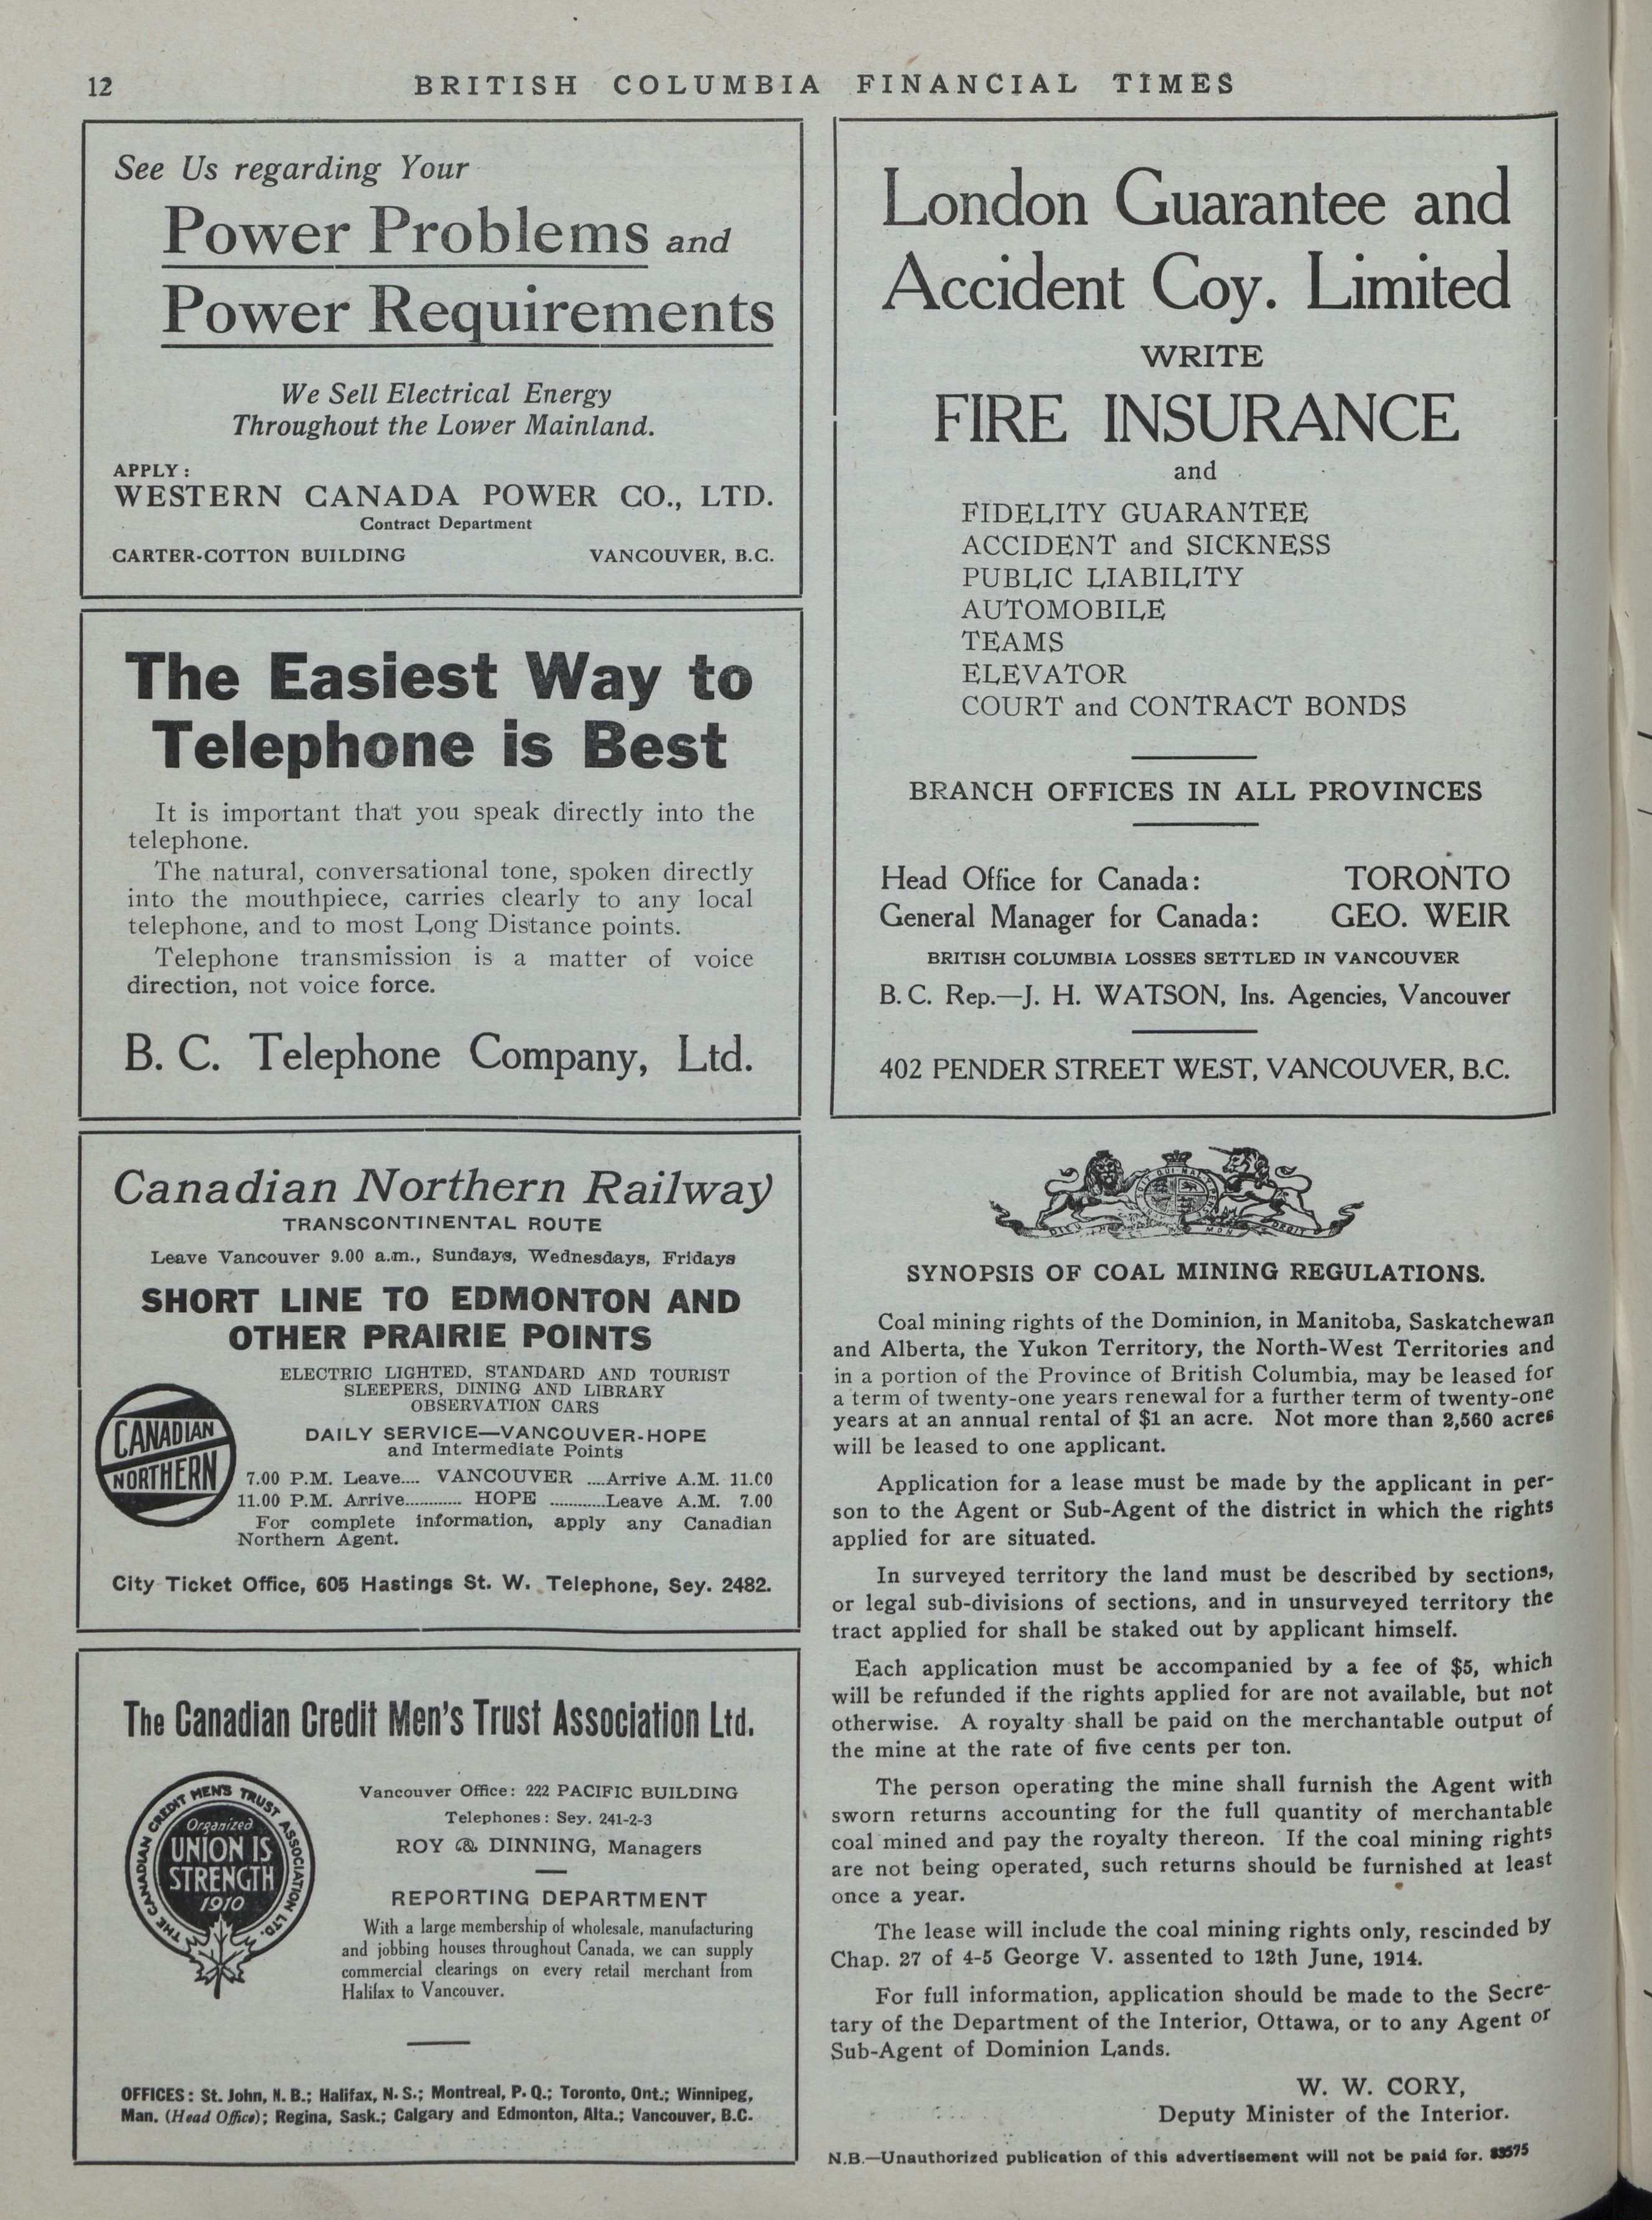 12
BRITISH COLUMBIA FINANCIAL TIMES
See Us regarding Your
Power Problems and
Power Requirements
We Sell Electrical Energy
Throughout the Lower Mainland.
APPLY:
WESTERN CANADA POWER CO., LTD.
Contract Department
CARTER-COTTON BUILDING VANCOUVER, B.C.
The Easiest Way to
Telephone is Best
It is important that you speak directly into the
telephone.
The natural, conversational tone, spoken directly
into the mouthpiece, carries clearly to any local
telephone, and to most Long Distance points.
Telephone transmission is a matter of voice
direction, not voice force.
B. C. Telephone Company, Ltd.
Canadian Northern Railway
TRANSCONTINENTAL ROUTE
Leave Vancouver 9.00 a.m., Sundays, Wednesdays, Fridays
SHORT LINE TO EDMONTON AND
OTHER PRAIRIE POINTS
ELECTRIC LIGHTED, STANDARD AND TOURIST
SLEEPERS, DINING AND LIBRARY
OBSERVATION CARS
CANADIAN
NORTHERN
DAILY SERVICE—VANCOUVER-HOPE
and Intermediate Points
7.00 P.M. Leave.... VANCOUVER ....Arrive A.M. 11.00
11.00 P.M. Arrive............ HOPE ............Leave A.M. 7.00
For complete information, apply any Canadian
Northern Agent.
City Ticket Office, 605 Hastings St. W. Telephone, Sey. 2482.
The Canadian Credit Men's Trust Association Ltd.
THE CANADIAN CREDIT MEN'S TRUST ASSOCIATION LTD.
Organized
UNION IS
STRENGTH
1910
Vancouver Office: 222 PACIFIC BUILDING
Telephones: Sey. 241-2-3
ROY & DINNING, Managers
REPORTING DEPARTMENT
With a large membership of wholesale, manufacturing
and jobbing houses throughout Canada, we can supply
commercial clearings on every retail merchant from
Halifax to Vancouver.
OFFICES: St. John, N. B.; Halifax, N. S.; Montreal, P. Q.; Toronto, Ont.; Winnipeg,
Man. (Head Office); Regina, Sask.; Calgary and Edmonton, Alta.; Vancouver, B.C.
London Guarantee and
Accident Coy. Limited
WRITE
FIRE INSURANCE
and
FIDELITY GUARANTEE
ACCIDENT and SICKNESS
PUBLIC LIABILITY
AUTOMOBILE
TEAMS
ELEVATOR
COURT and CONTRACT BONDS
BRANCH OFFICES IN ALL PROVINCES
Head Office for Canada: TORONTO
General Manager for Canada: GEO. WEIR
BRITISH COLUMBIA LOSSES SETTLED IN VANCOUVER
B. C. Rep.—J. H. WATSON, Ins. Agencies, Vancouver
402 PENDER STREET WEST, VANCOUVER, B.C.
SYNOPSIS OF COAL MINING REGULATIONS.
Coal mining rights of the Dominion, in Manitoba, Saskatchewan
and Alberta, the Yukon Territory, the North-West Territories and
in a portion of the Province of British Columbia, may be leased for
a term of twenty-one years renewal for a further term of twenty-one
years at an annual rental of $1 an acre. Not more than 2,560 acres
will be leased to one applicant.
Application for a lease must be made by the applicant in per-
son to the Agent or Sub-Agent of the district in which the rights
applied for are situated.
In surveyed territory the land must be described by sections,
or legal sub-divisions of sections, and in unsurveyed territory the
tract applied for shall be staked out by applicant himself.
Each application must be accompanied by a fee of $5, which
will be refunded if the rights applied for are not available, but not
otherwise. A royalty shall be paid on the merchantable output of
the mine at the rate of five cents per ton.
The person operating the mine shall furnish the Agent with
sworn returns accounting for the full quantity of merchantable
coal mined and pay the royalty thereon. If the coal mining rights
are not being operated, such returns should be furnished at least
once a year.
The lease will include the coal mining rights only, rescinded by
Chap. 27 of 4-5 George V. assented to 12th June, 1914.
For full information, application should be made to the Secre-
tary of the Department of the Interior, Ottawa, or to any Agent or
Sub-Agent of Dominion Lands.
W. W. CORY,
Deputy Minister of the Interior.
N.B.—Unauthorized publication of this advertisement will not be paid for. 83575